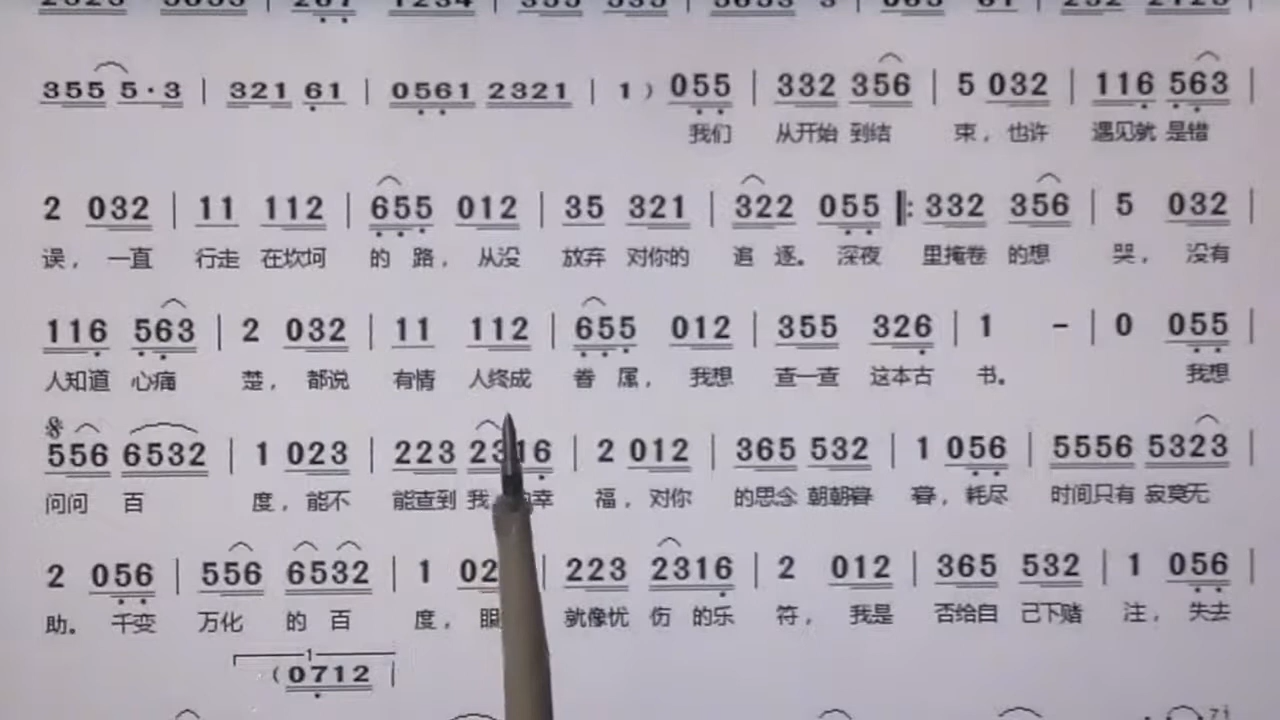 355 5·3 | 321 61 | 0561 2321 | 1 ) 055 | 332 356 | 5 032 | 116 563 |
我们 从开始 到结 束，也许 遇见就 是错
2 032 | 11 112 | 655 012 | 35 321 | 322 055 ‖: 332 356 | 5 032 |
误，一直 行走 在坎坷 的 路，从没 放弃 对你的 追 逐。深夜 里掩卷 的想 哭，没有
116 563 | 2 032 | 11 112 | 655 012 | 355 326 | 1 - | 0 055 |
人知道 心痛 楚，都说 有情 人终成 眷 属，我想 查一查 这本古 书。 我想
556 6532 | 1 023 | 223 2316 | 2 012 | 365 532 | 1 056 | 5556 5323 |
问问 百 度，能不 能查到 我 幸 福，对你 的思念 朝朝暮 暮，耗尽 时间只有 寂寞无
2 056 | 556 6532 | 1 02 | 223 2316 | 2 012 | 365 532 | 1 056 |
助。千变 万化 的 百 度，眼 就像忧 伤 的乐 符，我是 否给自 己下赌 注，失去
1
( 0712 |